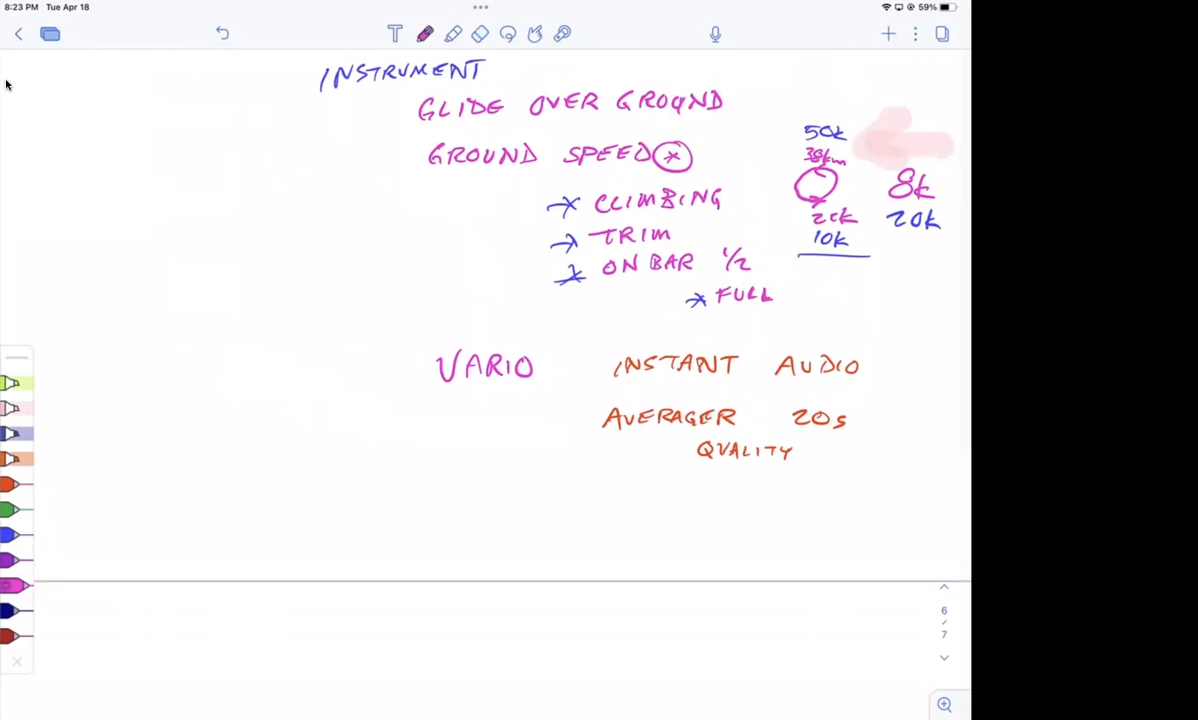 8:23 PM Tue Apr 18
59%
T
INSTRUMENT
GLIDE OVER GROUND
GROUND SPEED *
50k
38km
CLIMBING
8k
20k
20k
TRIM
10k
ON BAR 1/2
FULL
VARIO INSTANT AUDIO
AVERAGER 20s
QUALITY
6
/
7